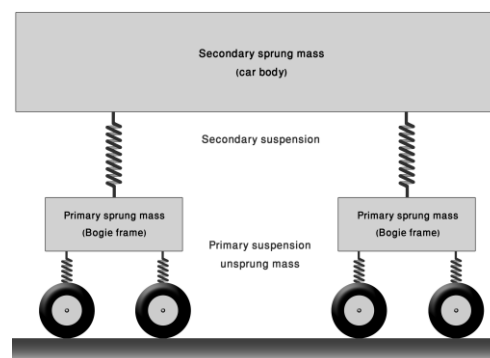 Secondary sprung mass
(car body)
Secondary suspension
Primary sprung mass
(Bogie frame)
Primary sprung mass
(Bogie frame)
Primary suspension
unsprung mass